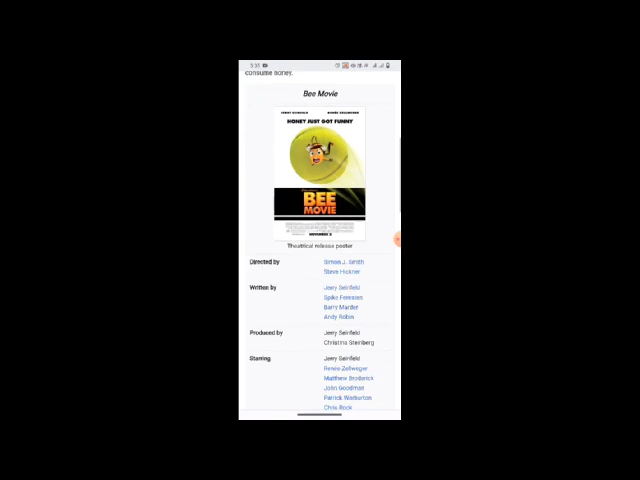 consume honey.
Bee Movie
HONEY JUST GOT FUNNY
BEE
MOVIE
NOVEMBER 2
Theatrical release poster
Directed by
Simon J. Smith
Steve Hickner
Written by
Jerry Seinfeld
Spike Feresten
Barry Marder
Andy Robin
Produced by
Jerry Seinfeld
Christina Steinberg
Starring
Jerry Seinfeld
Renée Zellweger
Matthew Broderick
John Goodman
Patrick Warburton
Chris Rock